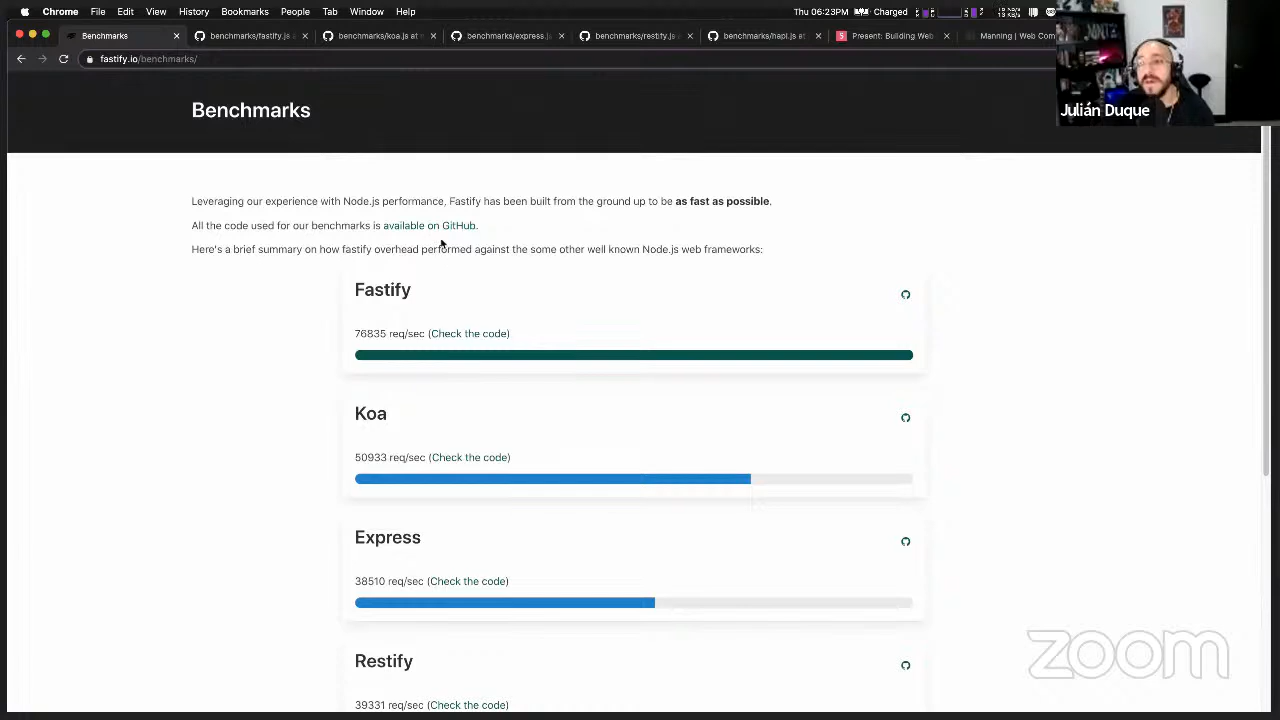 Chrome File Edit View History Bookmarks People Tab Window Help Thu 06:23PM Charged
Benchmarks benchmarks/fastify.js benchmarks/koa.js at benchmarks/express.js benchmarks/restify.js benchmarks/napi.js at Present: Building Web Manning | Web Com
fastify.io/benchmarks/
Julián Duque
Benchmarks
Leveraging our experience with Node.js performance, Fastify has been built from the ground up to be as fast as possible.
All the code used for our benchmarks is available on GitHub.
Here's a brief summary on how fastify overhead performed against the some other well known Node.js web frameworks:
Fastify
76835 req/sec (Check the code)
Koa
50933 req/sec (Check the code)
Express
38510 req/sec (Check the code)
Restify
39331 req/sec (Check the code)
zoom